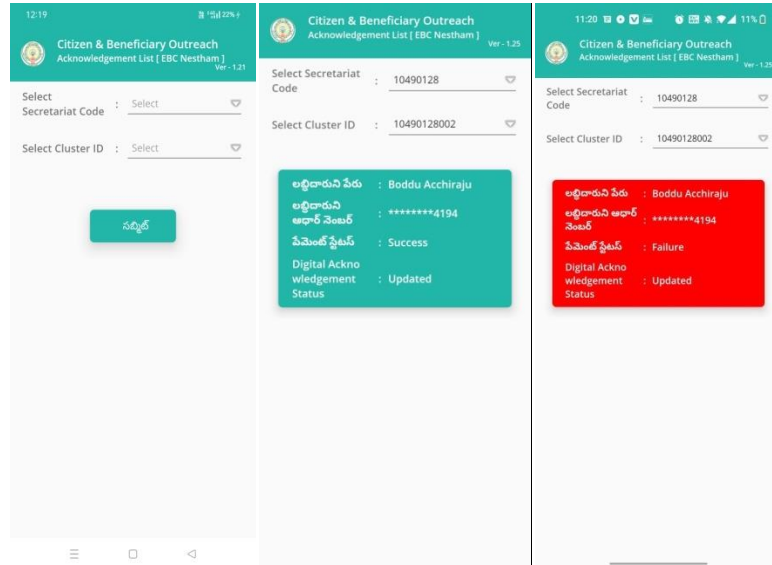 12:19
22%
Citizen & Beneficiary Outreach
Acknowledgement List [ EBC Nestham ]
Ver - 1.21
Select
Secretariat Code : Select
Select Cluster ID : Select
సబ్మిట్
Citizen & Beneficiary Outreach
Acknowledgement List [ EBC Nestham ]
Ver - 1.25
Select Secretariat
Code : 10490128
Select Cluster ID : 10490128002
లబ్ధిదారుని పేరు : Boddu Acchiraju
లబ్ధిదారుని
ఆధార్ నెంబర్ : ********4194
పేమెంట్ స్టేటస్ : Success
Digital Ackno
wledgement : Updated
Status
11:20 11%
Citizen & Beneficiary Outreach
Acknowledgement List [ EBC Nestham ]
Ver - 1.25
Select Secretariat
Code : 10490128
Select Cluster ID : 10490128002
లబ్ధిదారుని పేరు : Boddu Acchiraju
లబ్ధిదారుని ఆధార్
నెంబర్ : ********4194
పేమెంట్ స్టేటస్ : Failure
Digital Ackno
wledgement : Updated
Status